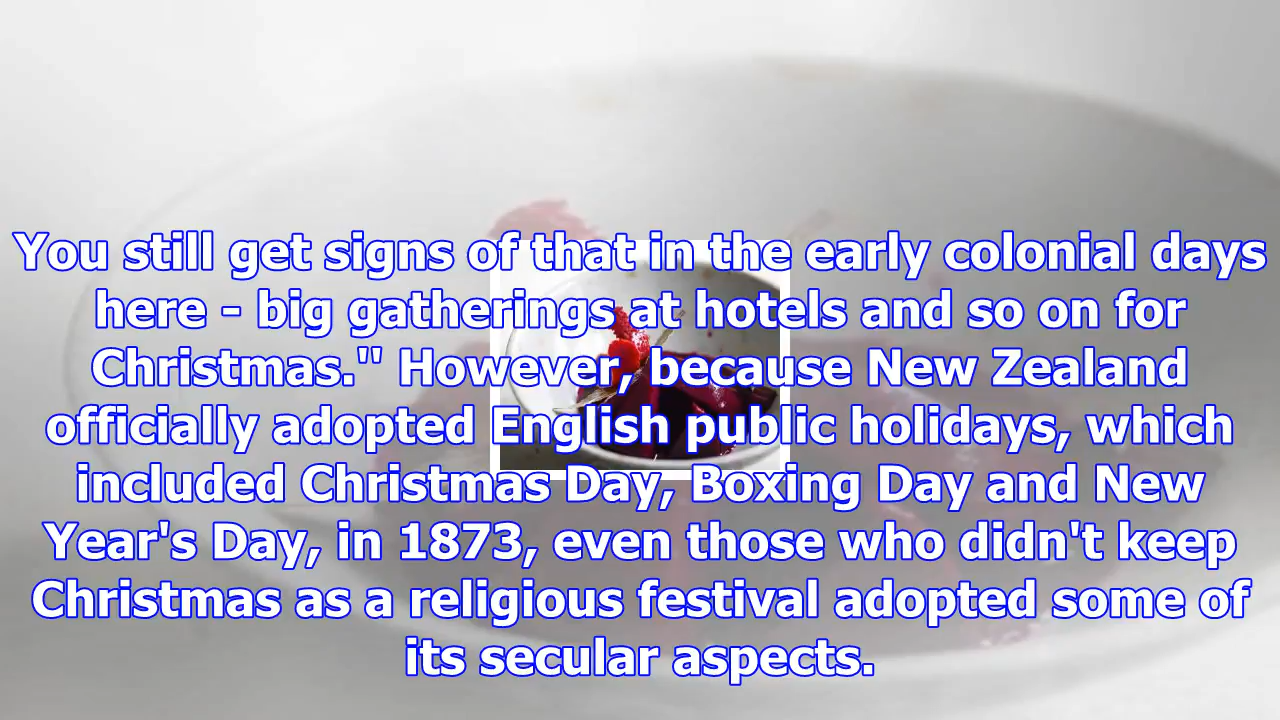 You still get signs of that in the early colonial days
here - big gatherings at hotels and so on for
Christmas.'' However, because New Zealand
officially adopted English public holidays, which
included Christmas Day, Boxing Day and New
Year's Day, in 1873, even those who didn't keep
Christmas as a religious festival adopted some of
its secular aspects.